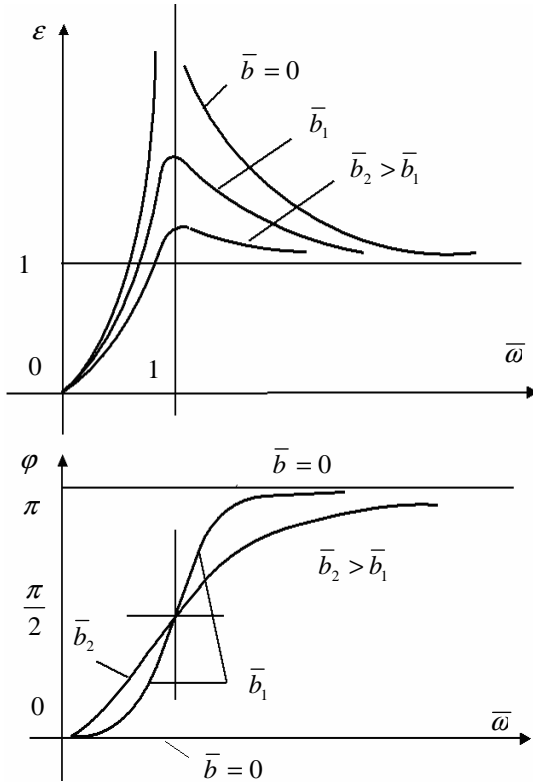 ε
b̅ = 0
b̅₁
b̅₂ > b̅₁
1
ω̅
0
1
φ
b̅ = 0
π
π/2
b̅₂ > b̅₁
b̅₂
b̅₁
0
ω̅
b̅ = 0